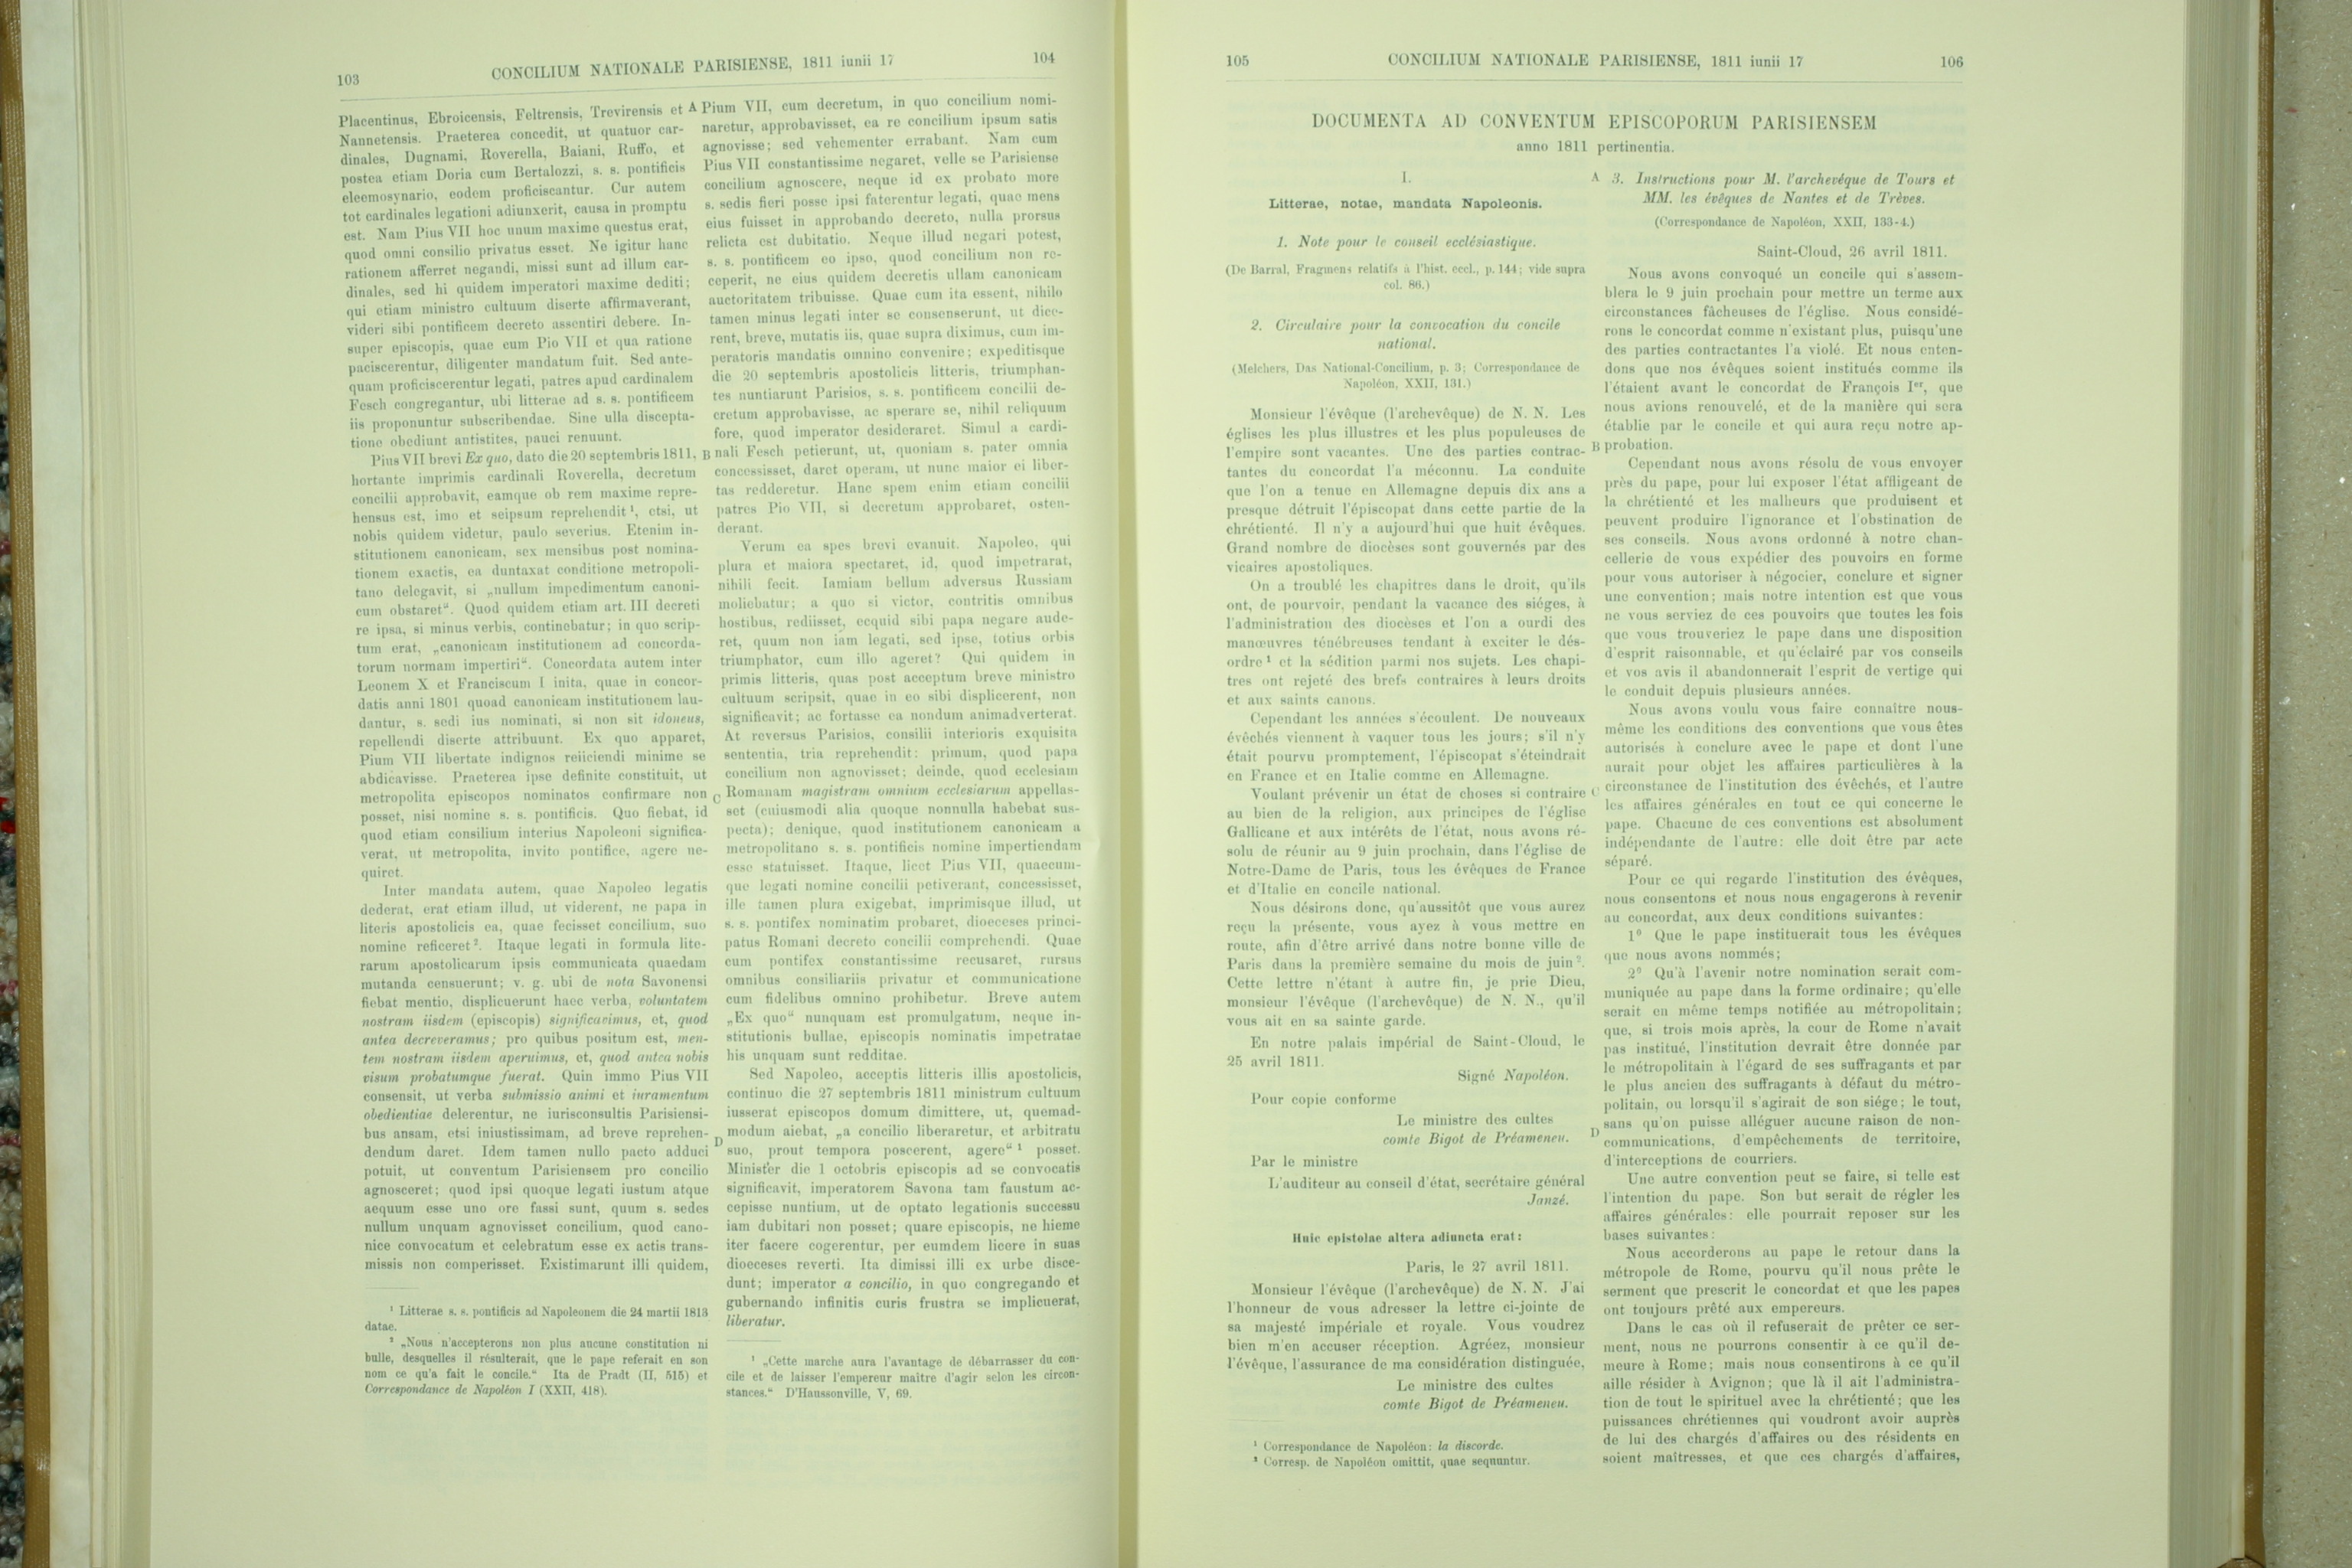 103
CONCILIUM NATIONALE PARISIENSE, 1811 iunii 17
104
Placentinus, Ebroicensis, Feltrensis, Trevirensis et
Nannetensis. Praeterea concedit, ut quatuor car-
dinales, Dugnami, Roverella, Baiani, Ruffo, et
postea etiam Doria cum Bertalozzi, s. s. pontificis
eleemosynario, eodem proficiscantur. Cur autem
tot cardinales legationi adiunxerit, causa in promptu
est. Nam Pius VII hoc unum maxime questus erat,
quod omni consilio privatus esset. Ne igitur hanc
rationem afferret negandi, missi sunt ad illum car-
dinales, sed hi quidem imperatori maxime dediti;
qui etiam ministro cultuum diserte affirmaverant,
videri sibi pontificem decreto assentiri debere. In-
super episcopis, quae cum Pio VII et qua ratione
paciscerentur, diligenter mandatum fuit. Sed ante-
quam proficiscerentur legati, patres apud cardinalem
Fesch congregantur, ubi litterae ad s. s. pontificem
iis proponuntur subscribendae. Sine ulla discepta-
tione obediunt antistites, pauci renuunt.
Pius VII brevi Ex quo, dato die 20 septembris 1811,
hortante imprimis cardinali Roverella, decretum
concilii approbavit, eamque ob rem maxime repre-
hensus est, imo et seipsum reprehendit ¹, etsi, ut
nobis quidem videtur, paulo severius. Etenim in-
stitutionem canonicam, sex mensibus post nomina-
tionem exactis, ea duntaxat conditione metropoli-
tano delegavit, si „nullum impedimentum canoni-
cum obstaret“. Quod quidem etiam art. III decreti
re ipsa, si minus verbis, continebatur; in quo scrip-
tum erat, „canonicam institutionem ad concorda-
torum normam impertiri“. Concordata autem inter
Leonem X et Franciscum I inita, quae in concor-
datis anni 1801 quoad canonicam institutionem lau-
dantur, s. sedi ius nominati, si non sit idoneus,
repellendi diserte attribuunt. Ex quo apparet,
Pium VII libertate indignos reiiciendi minime se
abdicavisse. Praeterea ipse definite constituit, ut
metropolita episcopos nominatos confirmare non
posset, nisi nomine s. s. pontificis. Quo fiebat, id
quod etiam consilium interius Napoleoni significa-
verat, ut metropolita, invito pontifice, agere ne-
quiret.
Inter mandata autem, quae Napoleo legatis
dederat, erat etiam illud, ut viderent, ne papa in
literis apostolicis ea, quae fecisset concilium, suo
nomine reficeret ². Itaque legati in formula lite-
rarum apostolicarum ipsis communicata quaedam
mutanda censuerunt; v. g. ubi de nota Savonensi
fiebat mentio, displicuerunt haec verba, voluntatem
nostram iisdem (episcopis) significavimus, et, quod
antea decreveramus; pro quibus positum est, men-
tem nostram iisdem aperuimus, et, quod antea nobis
visum probatumque fuerat. Quin immo Pius VII
consensit, ut verba submissio animi et iuramentum
obedientiae delerentur, ne iurisconsultis Parisiensi-
bus ansam, etsi iniustissimam, ad breve reprehen-
dendum daret. Idem tamen nullo pacto adduci
potuit, ut conventum Parisiensem pro concilio
agnosceret; quod ipsi quoque legati iustum atque
aequum esse uno ore fassi sunt, quum s. sedes
nullum unquam agnovisset concilium, quod cano-
nice convocatum et celebratum esse ex actis trans-
missis non comperisset. Existimarunt illi quidem,
¹ Litterae s. s. pontificis ad Napoleonem die 24 martii 1813
datae.
² „Nous n'accepterons non plus aucune constitution ni
bulle, desquelles il résulterait, que le pape referait en son
nom ce qu'a fait le concile.“ Ita de Pradt (II, 515) et
Correspondance de Napoléon I (XXII, 418).
A
B
C
D
Pium VII, cum decretum, in quo concilium nomi-
naretur, approbavisset, ea re concilium ipsum satis
agnovisse; sed vehementer errabant. Nam cum
Pius VII constantissime negaret, velle se Parisiense
concilium agnoscere, neque id ex probato more
s. sedis fieri posse ipsi faterentur legati, quae mens
eius fuisset in approbando decreto, nulla prorsus
relicta est dubitatio. Neque illud negari potest,
s. s. pontificem eo ipso, quod concilium non re-
ceperit, ne eius quidem decretis ullam canonicam
auctoritatem tribuisse. Quae cum ita essent, nihilo
tamen minus legati inter se consenserunt, ut dice-
rent, breve, mutatis iis, quae supra diximus, cum im-
peratoris mandatis omnino convenire; expeditisque
die 20 septembris apostolicis litteris, triumphan-
tes nuntiarunt Parisios, s. s. pontificem concilii de-
cretum approbavisse, ac sperare se, nihil reliquum
fore, quod imperator desideraret. Simul a cardi-
nali Fesch petierunt, ut, quoniam s. pater omnia
concessisset, daret operam, ut nunc maior ei liber-
tas redderetur. Hanc spem enim etiam concilii
patres Pio VII, si decretum approbaret, osten-
derant.
Verum ea spes brevi evanuit. Napoleo, qui
plura et maiora spectaret, id, quod impetrarat,
nihili fecit. Iamiam bellum adversus Russiam
moliebatur; a quo si victor, contritis omnibus
hostibus, rediisset, ecquid sibi papa negare aude-
ret, quum non iam legati, sed ipse, totius orbis
triumphator, cum illo ageret? Qui quidem in
primis litteris, quas post acceptum breve ministro
cultuum scripsit, quae in eo sibi displicerent, non
significavit; ac fortasse ea nondum animadverterat.
At reversus Parisios, consilii interioris exquisita
sententia, tria reprehendit: primum, quod papa
concilium non agnovisset; deinde, quod ecclesiam
Romanam magistram omnium ecclesiarum appellas-
set (cuiusmodi alia quoque nonnulla habebat sus-
pecta); denique, quod institutionem canonicam a
metropolitano s. s. pontificis nomine impertiendam
esse statuisset. Itaque, licet Pius VII, quaecum-
que legati nomine concilii petiverant, concessisset,
ille tamen plura exigebat, imprimisque illud, ut
s. s. pontifex nominatim probaret, dioeceses princi-
patus Romani decreto concilii comprehendi. Quae
cum pontifex constantissime recusaret, rursus
omnibus consiliariis privatur et communicatione
cum fidelibus omnino prohibetur. Breve autem
„Ex quo“ nunquam est promulgatum, neque in-
stitutionis bullae, episcopis nominatis impetratae
his unquam sunt redditae.
Sed Napoleo, acceptis litteris illis apostolicis,
continuo die 27 septembris 1811 ministrum cultuum
iusserat episcopos domum dimittere, ut, quemad-
modum aiebat, „a concilio liberaretur, et arbitratu
suo, prout tempora poscerent, agere“ ¹ posset.
Minister die 1 octobris episcopis ad se convocatis
significavit, imperatorem Savona tam faustum ac-
cepisse nuntium, ut de optato legationis successu
iam dubitari non posset; quare episcopis, ne hieme
iter facere cogerentur, per eumdem licere in suas
dioeceses reverti. Ita dimissi illi ex urbe disce-
dunt; imperator a concilio, in quo congregando et
gubernando infinitis curis frustra se implicuerat,
liberatur.
¹ „Cette marche aura l'avantage de débarrasser du con-
cile et de laisser l'empereur maître d'agir selon les circon-
stances.“ D'Haussonville, V, 69.
105
CONCILIUM NATIONALE PARISIENSE, 1811 iunii 17
106
DOCUMENTA AD CONVENTUM EPISCOPORUM PARISIENSEM
anno 1811 pertinentia.
I.
Litterae, notae, mandata Napoleonis.
1. Note pour le conseil ecclésiastique.
(De Barral, Fragmens relatifs à l'hist. eccl., p. 144; vide supra
col. 86.)
2. Circulaire pour la convocation du concile
national.
(Melchers, Das National-Concilium, p. 3; Correspondance de
Napoléon, XXII, 131.)
Monsieur l'évêque (l'archevêque) de N. N. Les
églises les plus illustres et les plus populeuses de
l'empire sont vacantes. Une des parties contrac-
tantes du concordat l'a méconnu. La conduite
que l'on a tenue en Allemagne depuis dix ans a
presque détruit l'épiscopat dans cette partie de la
chrétienté. Il n'y a aujourd'hui que huit évêques.
Grand nombre de diocèses sont gouvernés par des
vicaires apostoliques.
On a troublé les chapitres dans le droit, qu'ils
ont, de pourvoir, pendant la vacance des siéges, à
l'administration des diocèses et l'on a ourdi des
manœuvres ténébreuses tendant à exciter le dés-
ordre ¹ et la sédition parmi nos sujets. Les chapi-
tres ont rejeté des brefs contraires à leurs droits
et aux saints canons.
Cependant les années s'écoulent. De nouveaux
évêchés viennent à vaquer tous les jours; s'il n'y
était pourvu promptement, l'épiscopat s'éteindrait
en France et en Italie comme en Allemagne.
Voulant prévenir un état de choses si contraire
au bien de la religion, aux principes de l'église
Gallicane et aux intérêts de l'état, nous avons ré-
solu de réunir au 9 juin prochain, dans l'église de
Notre-Dame de Paris, tous les évêques de France
et d'Italie en concile national.
Nous désirons donc, qu'aussitôt que vous aurez
reçu la présente, vous ayez à vous mettre en
route, afin d'être arrivé dans notre bonne ville de
Paris dans la première semaine du mois de juin ².
Cette lettre n'étant à autre fin, je prie Dieu,
monsieur l'évêque (l'archevêque) de N. N., qu'il
vous ait en sa sainte garde.
En notre palais impérial de Saint-Cloud, le
25 avril 1811.
Signé Napoléon.
Pour copie conforme
Le ministre des cultes
comte Bigot de Préameneu.
Par le ministre
L'auditeur au conseil d'état, secrétaire général
Janzé.
Huic epistolae altera adiuncta erat:
Paris, le 27 avril 1811.
Monsieur l'évêque (l'archevêque) de N. N. J'ai
l'honneur de vous adresser la lettre ci-jointe de
sa majesté impériale et royale. Vous voudrez
bien m'en accuser réception. Agréez, monsieur
l'évêque, l'assurance de ma considération distinguée,
Le ministre des cultes
comte Bigot de Préameneu.
¹ Correspondance de Napoléon: la discorde.
² Corresp. de Napoléon omittit, quae sequuntur.
A
B
C
D
3. Instructions pour M. l'archevêque de Tours et
MM. les évêques de Nantes et de Trèves.
(Correspondance de Napoléon, XXII, 133-4.)
Saint-Cloud, 26 avril 1811.
Nous avons convoqué un concile qui s'assem-
blera le 9 juin prochain pour mettre un terme aux
circonstances fâcheuses de l'église. Nous considé-
rons le concordat comme n'existant plus, puisqu'une
des parties contractantes l'a violé. Et nous enten-
dons que nos évêques soient institués comme ils
l'étaient avant le concordat de François Ier, que
nous avions renouvelé, et de la manière qui sera
établie par le concile et qui aura reçu notre ap-
probation.
Cependant nous avons résolu de vous envoyer
près du pape, pour lui exposer l'état affligeant de
la chrétienté et les malheurs que produisent et
peuvent produire l'ignorance et l'obstination de
ses conseils. Nous avons ordonné à notre chan-
cellerie de vous expédier des pouvoirs en forme
pour vous autoriser à négocier, conclure et signer
une convention; mais notre intention est que vous
ne vous serviez de ces pouvoirs que toutes les fois
que vous trouveriez le pape dans une disposition
d'esprit raisonnable, et qu'éclairé par vos conseils
et vos avis il abandonnerait l'esprit de vertige qui
le conduit depuis plusieurs années.
Nous avons voulu vous faire connaître nous-
même les conditions des conventions que vous êtes
autorisés à conclure avec le pape et dont l'une
aurait pour objet les affaires particulières à la
circonstance de l'institution des évêchés, et l'autre
les affaires générales en tout ce qui concerne le
pape. Chacune de ces conventions est absolument
indépendante de l'autre: elle doit être par acte
séparé.
Pour ce qui regarde l'institution des évêques,
nous consentons et nous nous engagerons à revenir
au concordat, aux deux conditions suivantes:
1° Que le pape instituerait tous les évêques
que nous avons nommés;
2° Qu'à l'avenir notre nomination serait com-
muniquée au pape dans la forme ordinaire; qu'elle
serait en même temps notifiée au métropolitain;
que, si trois mois après, la cour de Rome n'avait
pas institué, l'institution devrait être donnée par
le métropolitain à l'égard de ses suffragants et par
le plus ancien des suffragants à défaut du métro-
politain, ou lorsqu'il s'agirait de son siége; le tout,
sans qu'on puisse alléguer aucune raison de non-
communications, d'empêchements de territoire,
d'interceptions de courriers.
Une autre convention peut se faire, si telle est
l'intention du pape. Son but serait de régler les
affaires générales: elle pourrait reposer sur les
bases suivantes:
Nous accorderons au pape le retour dans la
métropole de Rome, pourvu qu'il nous prête le
serment que prescrit le concordat et que les papes
ont toujours prêté aux empereurs.
Dans le cas où il refuserait de prêter ce ser-
ment, nous ne pourrons consentir à ce qu'il de-
meure à Rome; mais nous consentirons à ce qu'il
aille résider à Avignon; que là il ait l'administra-
tion de tout le spirituel avec la chrétienté; que les
puissances chrétiennes qui voudront avoir auprès
de lui des chargés d'affaires ou des résidents en
soient maîtresses, et que ces chargés d'affaires,